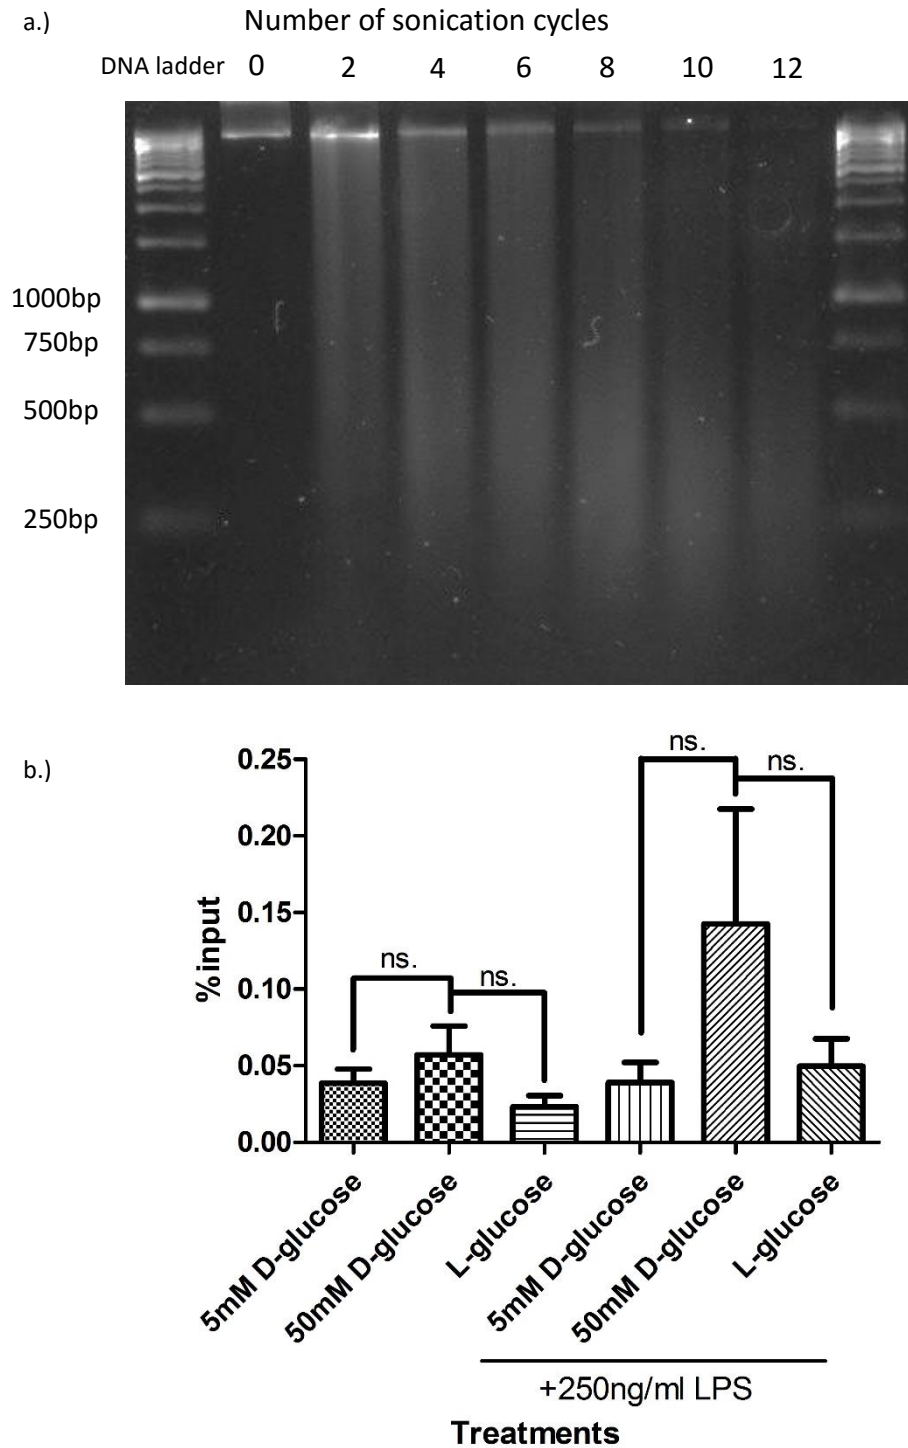 a.) Number of sonication cycles
DNA ladder 0 2 4 6 8 10 12
1000bp
750bp
500bp
250bp
b.)
%input
0.25
0.20
0.15
0.10
0.05
0.00
ns.
ns.
ns.
ns.
5mM D-glucose
50mM D-glucose
L-glucose
5mM D-glucose
50mM D-glucose
L-glucose
+250ng/ml LPS
Treatments